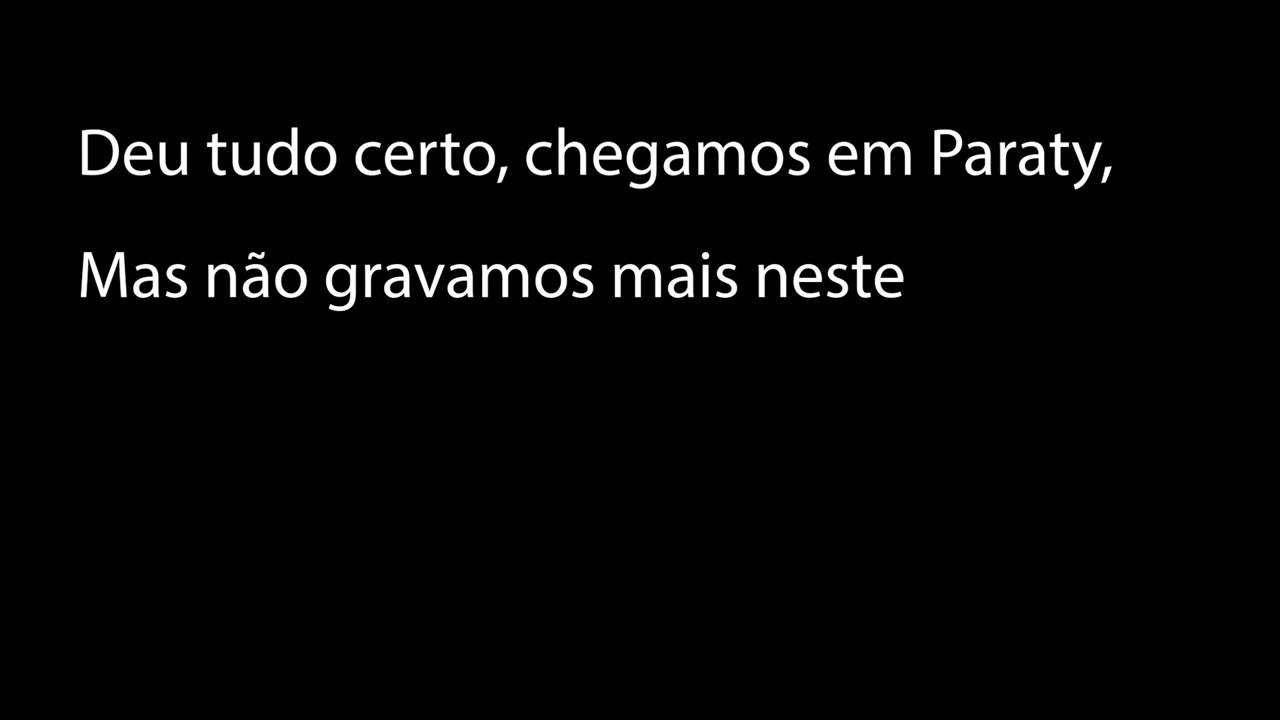 Deu tudo certo, chegamos em Paraty,
Mas não gravamos mais neste